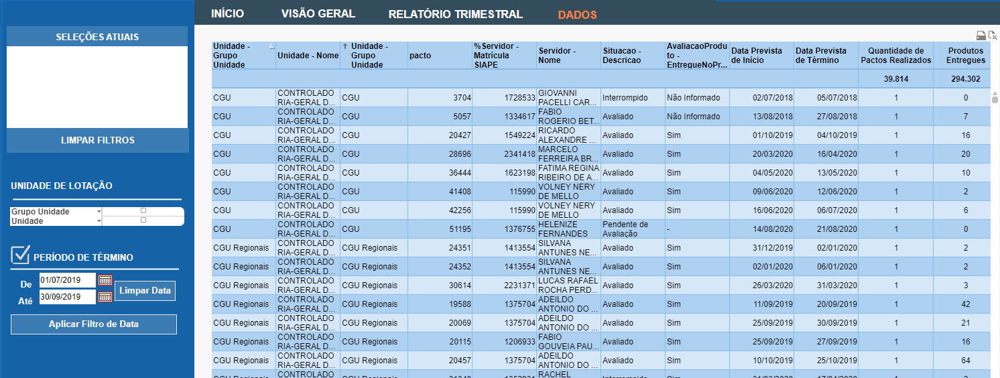 INÍCIO VISÃO GERAL RELATÓRIO TRIMESTRAL DADOS
SELEÇÕES ATUAIS
LIMPAR FILTROS
UNIDADE DE LOTAÇÃO
Grupo Unidade
Unidade
PERÍODO DE TÉRMINO
De 01/07/2019
Até 30/09/2019
Limpar Data
Aplicar Filtro de Data
Unidade - Grupo Unidade Unidade - Nome Unidade - Grupo Unidade pacto %Servidor - Matrícula SIAPE Servidor - Nome Situacao - Descricao AvaliacaoProduto - EntregueNoPr... Data Prevista de Início Data Prevista de Término Quantidade de Pactos Realizados Produtos Entregues
39.814 294.302
CGU CONTROLADORIA-GERAL D... CGU 3704 1728533 GIOVANNI PACELLI CAR... Interrompido Não Informado 02/07/2018 05/07/2018 1 0
CGU CONTROLADORIA-GERAL D... CGU 5057 1334617 FABIO ROGERIO BET... Avaliado Não Informado 13/08/2018 27/08/2018 1 7
CGU CONTROLADORIA-GERAL D... CGU 20427 1549224 RICARDO ALEXANDRE ... Avaliado Sim 01/10/2019 04/10/2019 1 16
CGU CONTROLADORIA-GERAL D... CGU 28696 2341418 MARCELO FERREIRA BR... Avaliado Sim 20/03/2020 16/04/2020 1 20
CGU CONTROLADORIA-GERAL D... CGU 36444 1623198 FATIMA REGINA RIBEIRO DE A... Avaliado Sim 04/05/2020 13/05/2020 1 10
CGU CONTROLADORIA-GERAL D... CGU 41408 115990 VOLNEY NERY DE MELLO Avaliado Sim 09/06/2020 12/06/2020 1 2
CGU CONTROLADORIA-GERAL D... CGU 42256 115990 VOLNEY NERY DE MELLO Avaliado Sim 16/06/2020 06/07/2020 1 6
CGU CONTROLADORIA-GERAL D... CGU 51195 1376755 HELENIZE FERNANDES Pendente de Avaliação - 14/08/2020 21/08/2020 1 0
CGU Regionais CONTROLADORIA-GERAL D... CGU Regionais 24351 1413554 SILVANA ANTUNES NE... Avaliado Sim 31/12/2019 02/01/2020 1 2
CGU Regionais CONTROLADORIA-GERAL D... CGU Regionais 24352 1413554 SILVANA ANTUNES NE... Avaliado Sim 02/01/2020 06/01/2020 1 2
CGU Regionais CONTROLADORIA-GERAL D... CGU Regionais 30614 2231371 LUCAS RAFAEL ROCHA PERD... Avaliado Sim 26/03/2020 31/03/2020 1 3
CGU Regionais CONTROLADORIA-GERAL D... CGU Regionais 19588 1375704 ADEILDO ANTONIO DO ... Avaliado Sim 11/09/2019 20/09/2019 1 42
CGU Regionais CONTROLADORIA-GERAL D... CGU Regionais 20069 1375704 ADEILDO ANTONIO DO ... Avaliado Sim 25/09/2019 30/09/2019 1 21
CGU Regionais CONTROLADORIA-GERAL D... CGU Regionais 20115 1206933 FABIO GOUVEIA PAU... Avaliado Sim 25/09/2019 27/09/2019 1 16
CGU Regionais CONTROLADORIA-GERAL D... CGU Regionais 20457 1375704 ADEILDO ANTONIO DO ... Avaliado Sim 10/10/2019 25/10/2019 1 64
CGU Regionais CONTROLADO CGU Regionais RACHEL Interrompido Sim